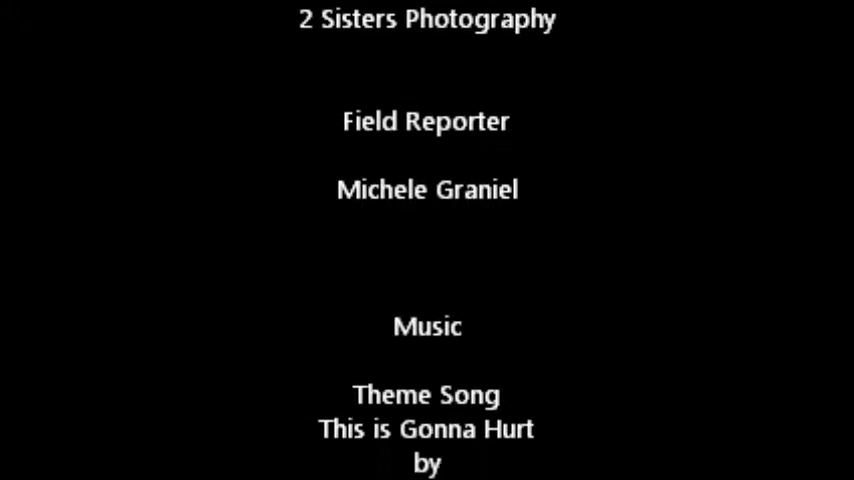 2 Sisters Photography
Field Reporter
Michele Graniel
Music
Theme Song
This is Gonna Hurt
by